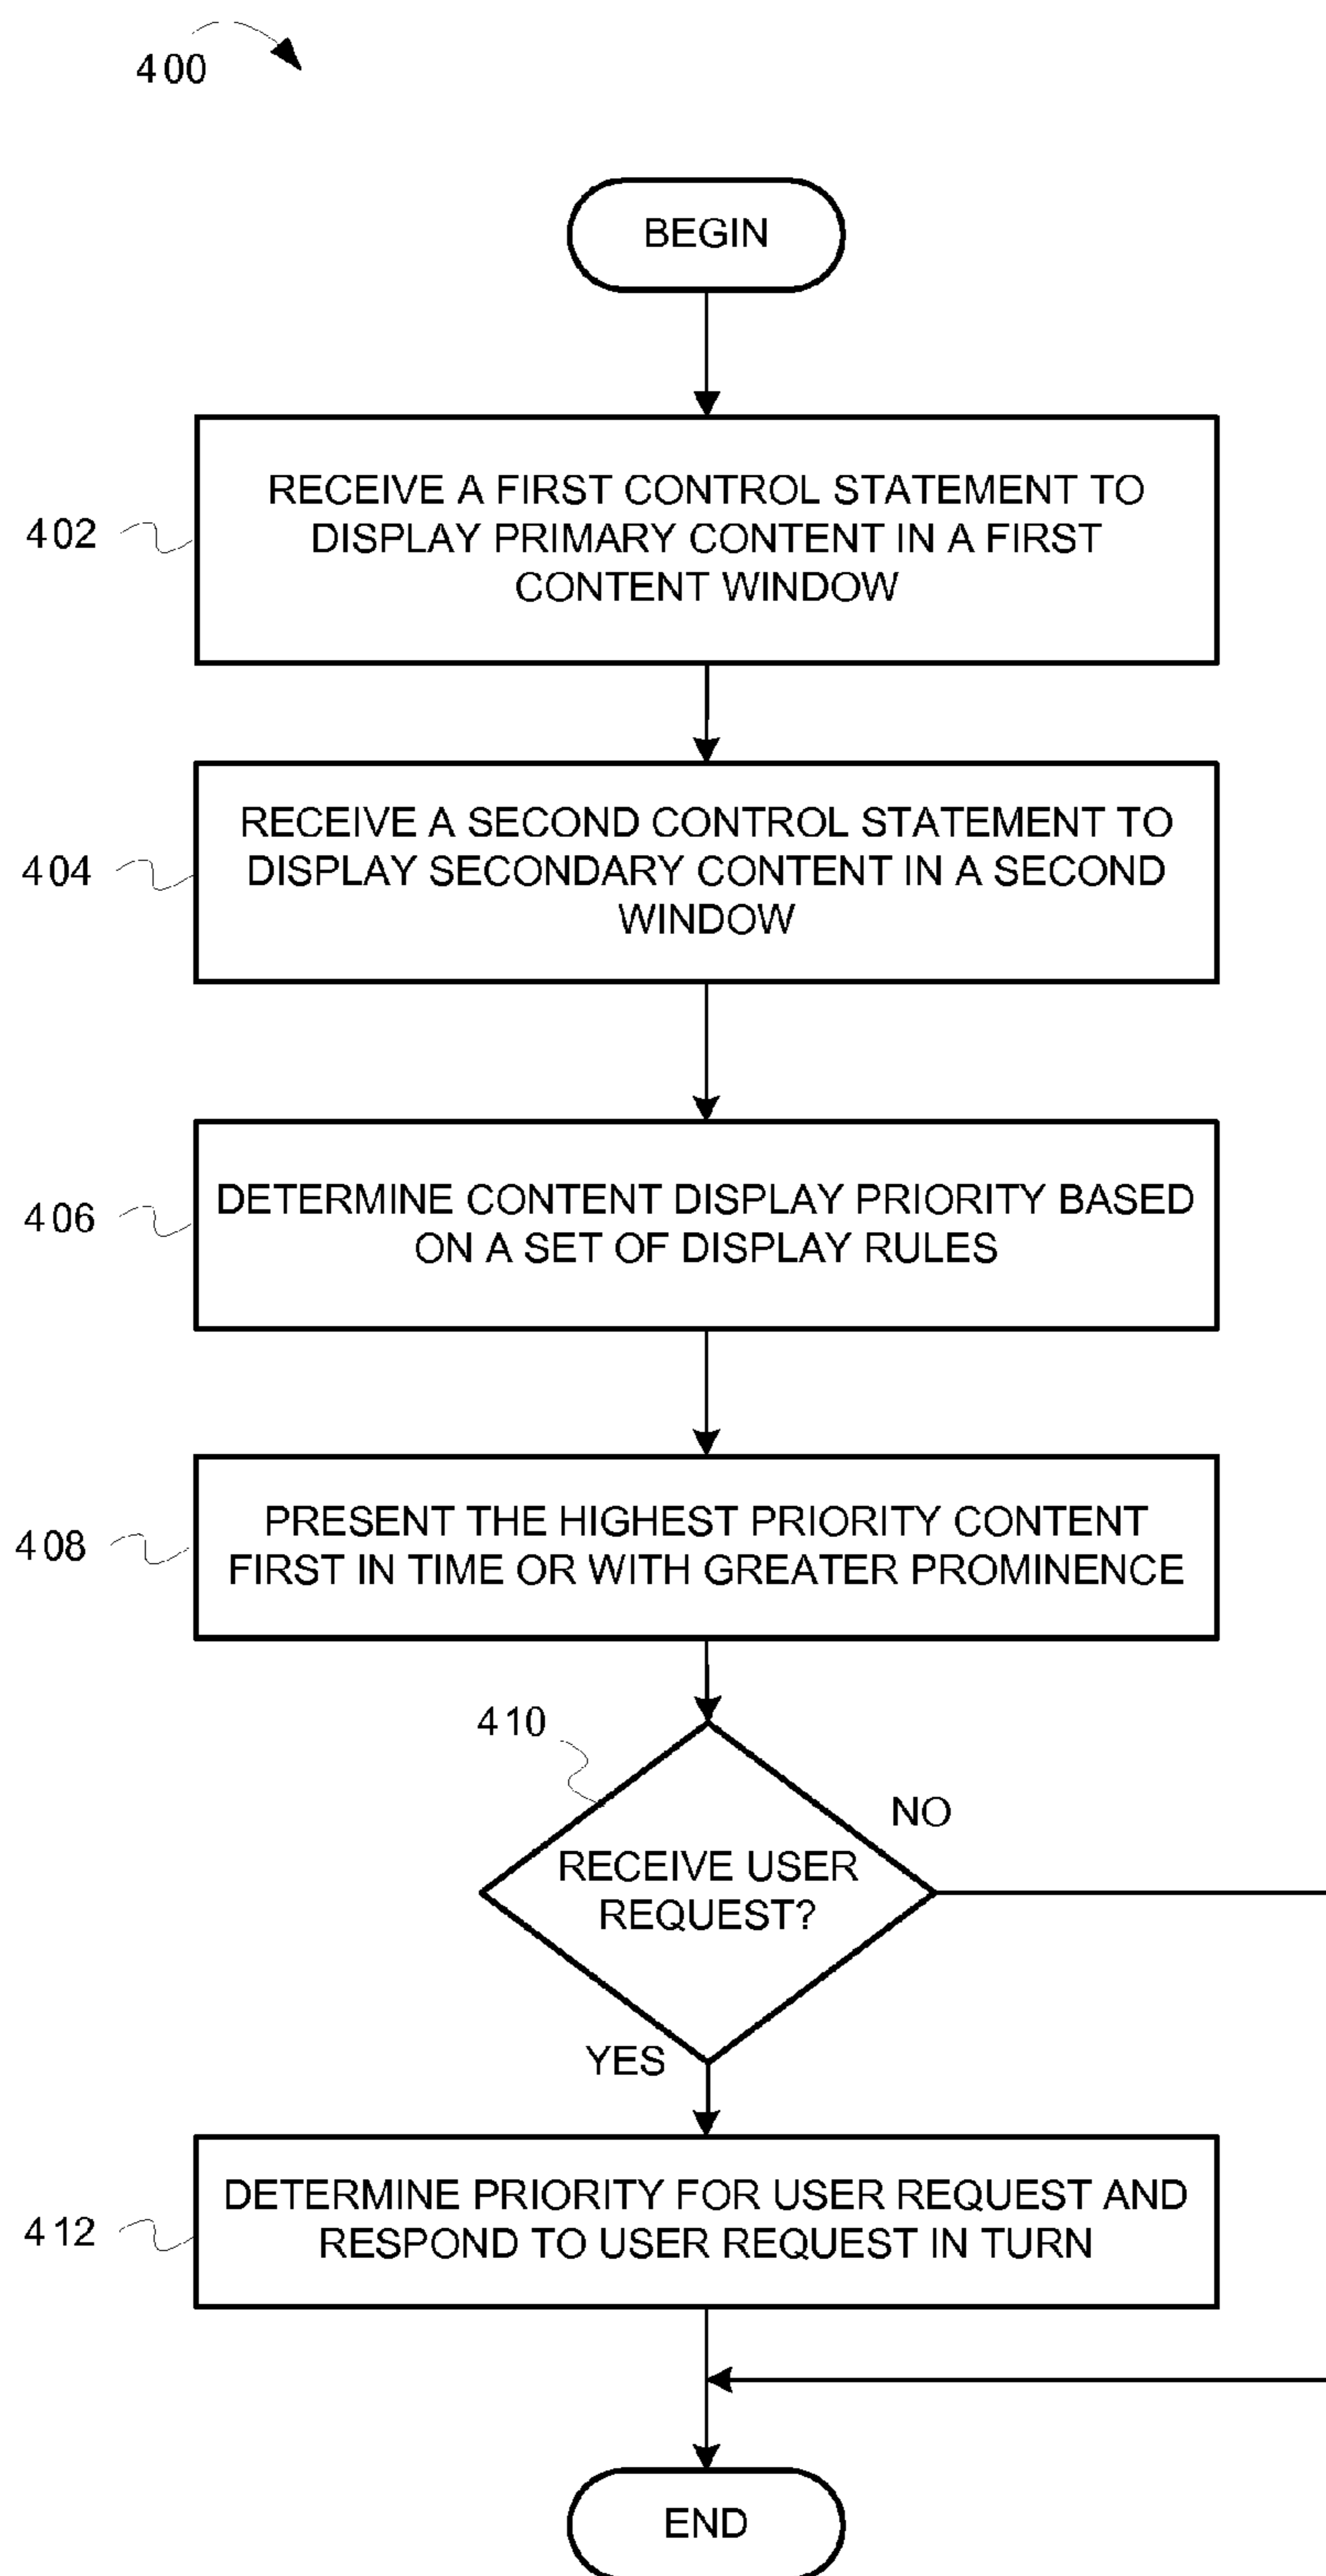 400
BEGIN
402
RECEIVE A FIRST CONTROL STATEMENT TO
DISPLAY PRIMARY CONTENT IN A FIRST
CONTENT WINDOW
404
RECEIVE A SECOND CONTROL STATEMENT TO
DISPLAY SECONDARY CONTENT IN A SECOND
WINDOW
406
DETERMINE CONTENT DISPLAY PRIORITY BASED
ON A SET OF DISPLAY RULES
408
PRESENT THE HIGHEST PRIORITY CONTENT
FIRST IN TIME OR WITH GREATER PROMINENCE
410
RECEIVE USER
REQUEST?
NO
YES
412
DETERMINE PRIORITY FOR USER REQUEST AND
RESPOND TO USER REQUEST IN TURN
END